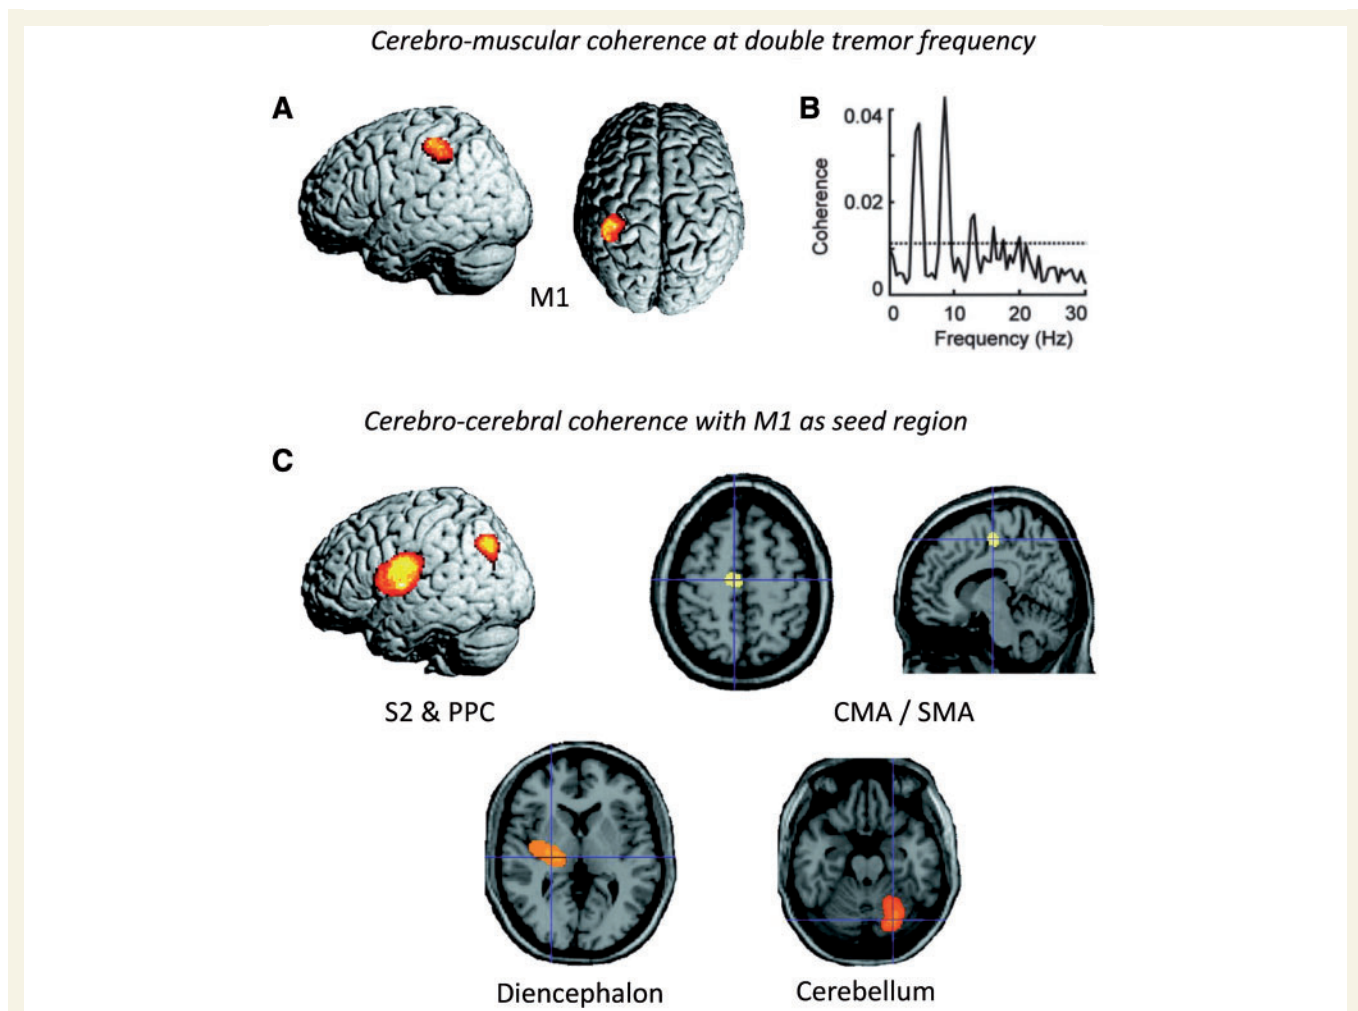 Cerebro-muscular coherence at double tremor frequency
A
B
M1
0.04
0.02
0
Coherence
0 10 20 30
Frequency (Hz)
Cerebro-cerebral coherence with M1 as seed region
C
S2 & PPC
CMA / SMA
Diencephalon
Cerebellum